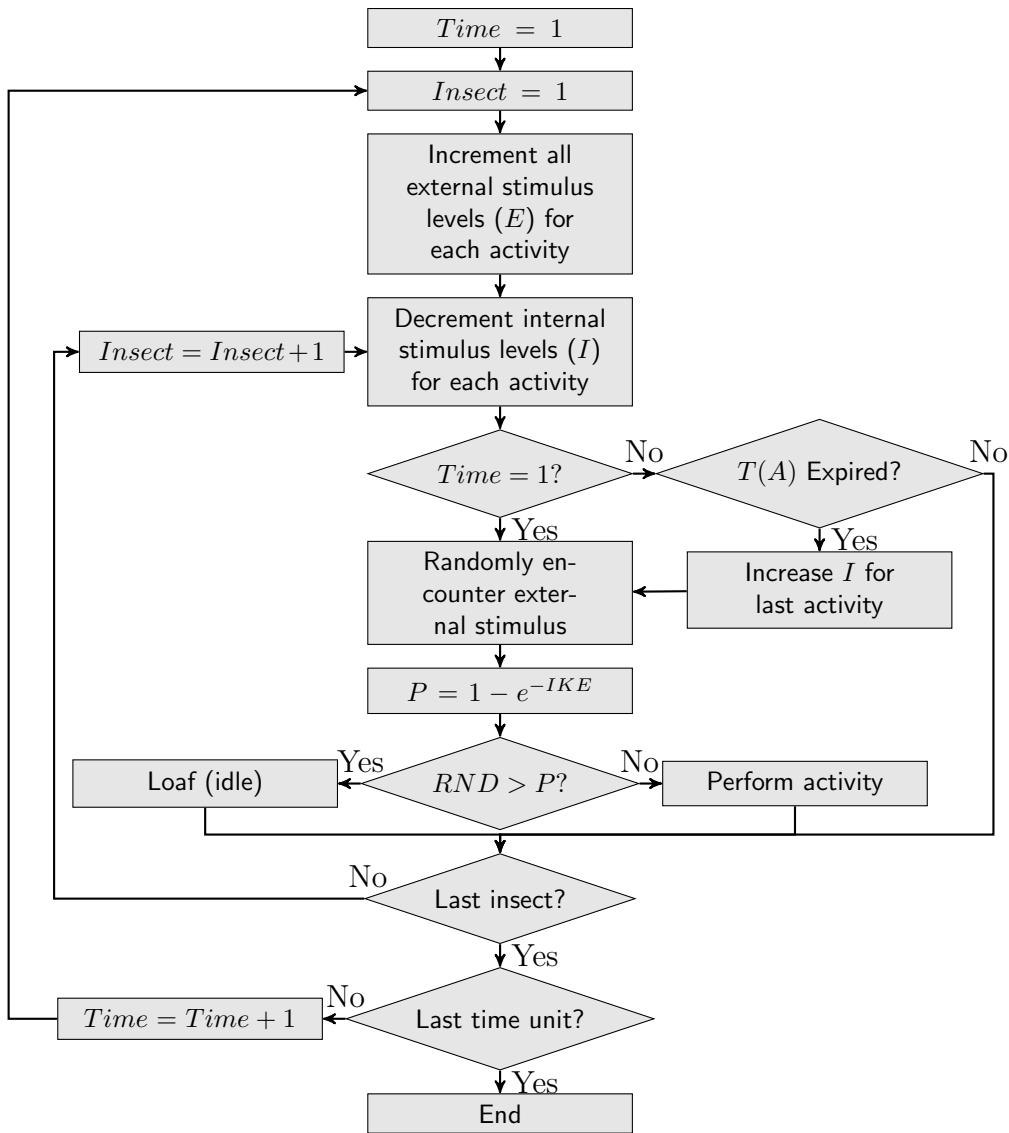 Time = 1
Insect = 1
Increment all
external stimulus
levels (E) for
each activity
Decrement internal
stimulus levels (I)
for each activity
Insect = Insect+1
Time = 1?
No
T(A) Expired?
No
Yes
Yes
Randomly en-
counter exter-
nal stimulus
Increase I for
last activity
P = 1 − e^{−IKE}
RND > P?
Yes
Loaf (idle)
No
Perform activity
Last insect?
No
Yes
Last time unit?
No
Time = Time + 1
Yes
End